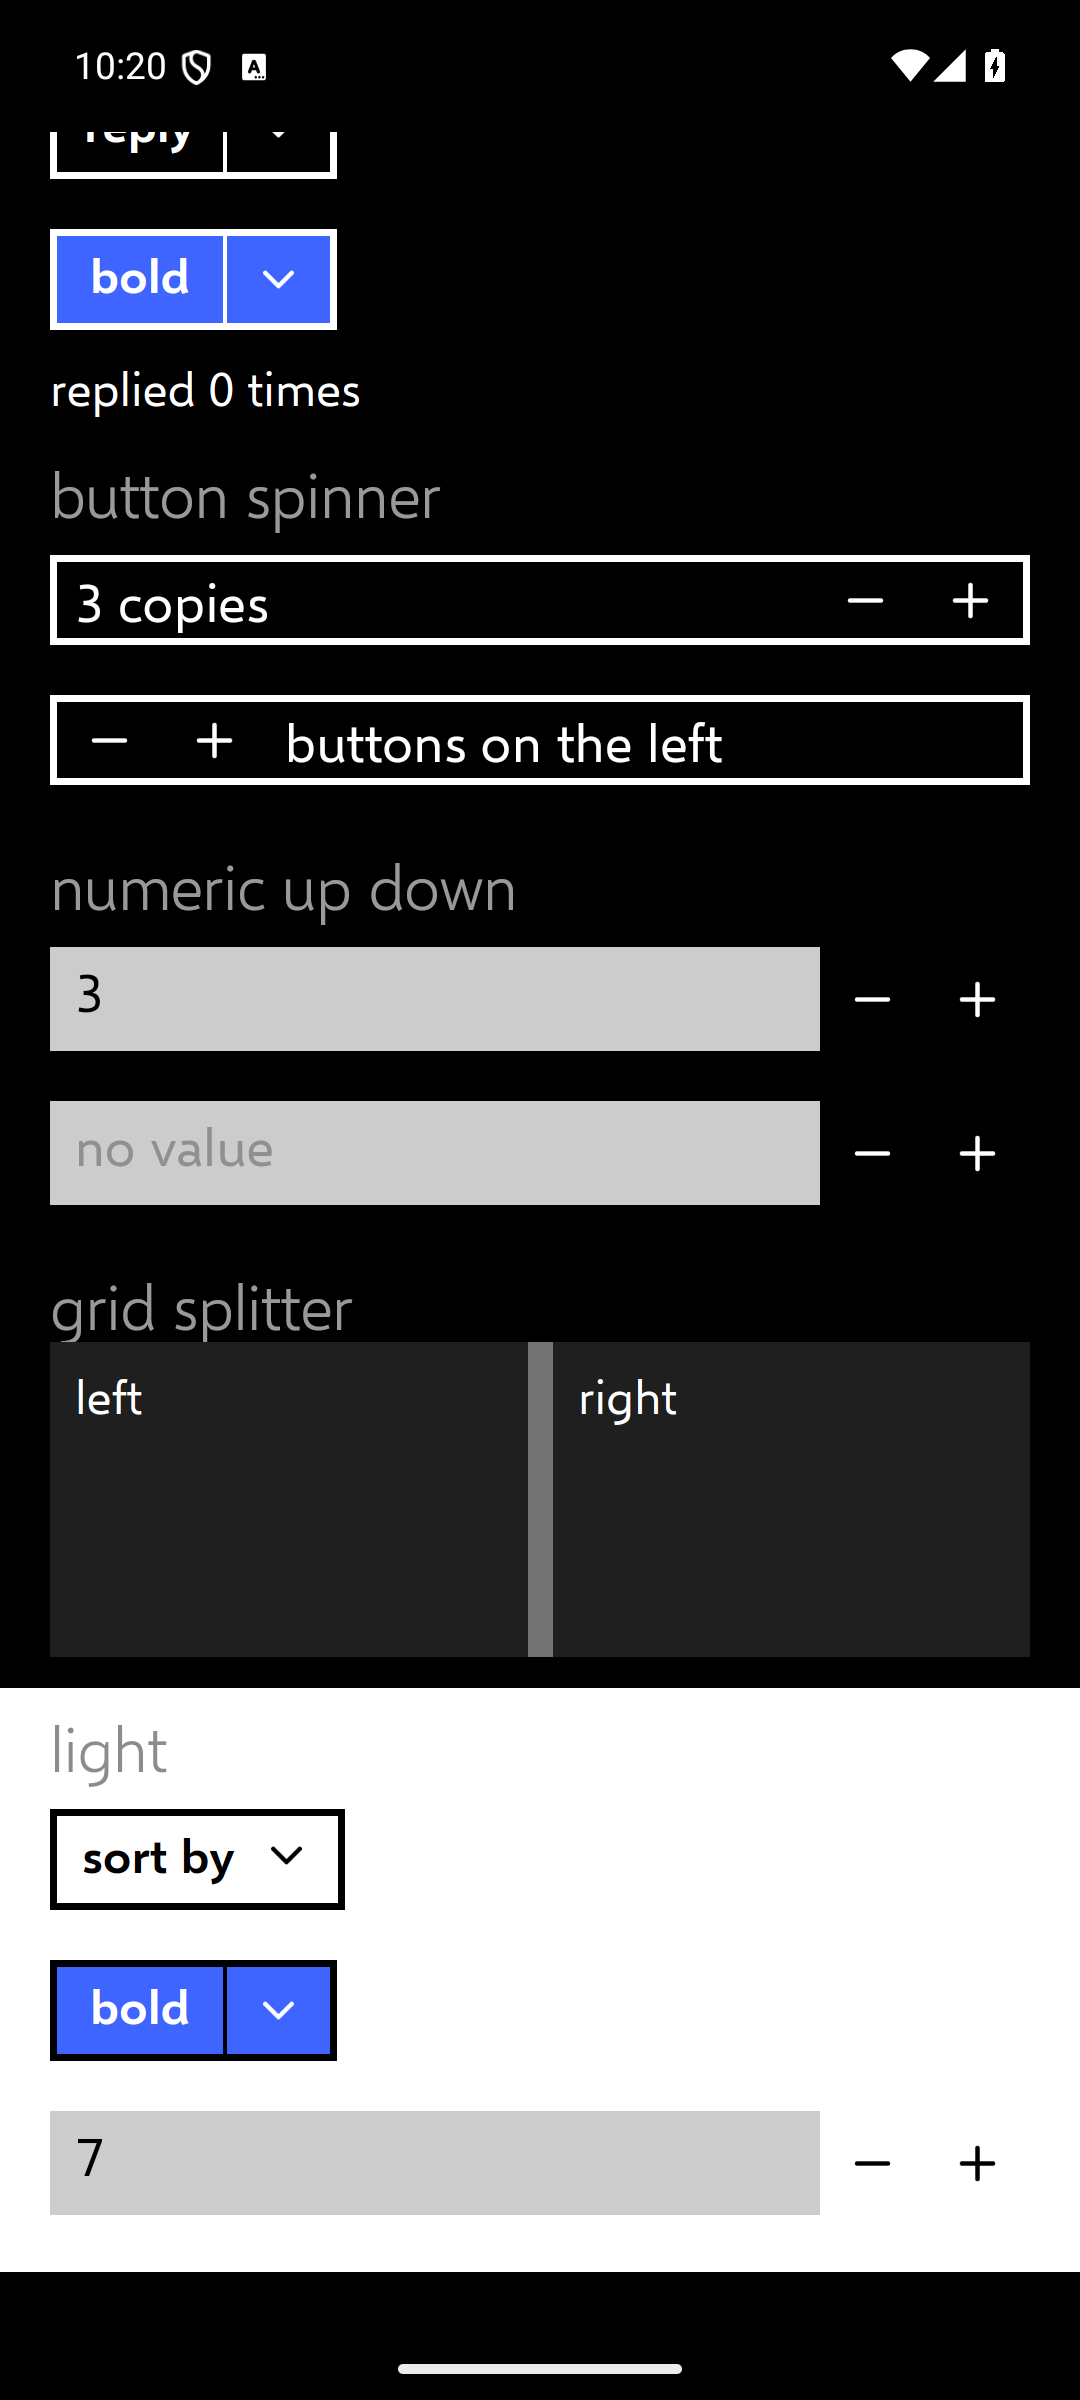 10:20
reply
bold
replied 0 times
button spinner
3 copies
buttons on the left
numeric up down
3
no value
grid splitter
left right
light
sort by
bold
7